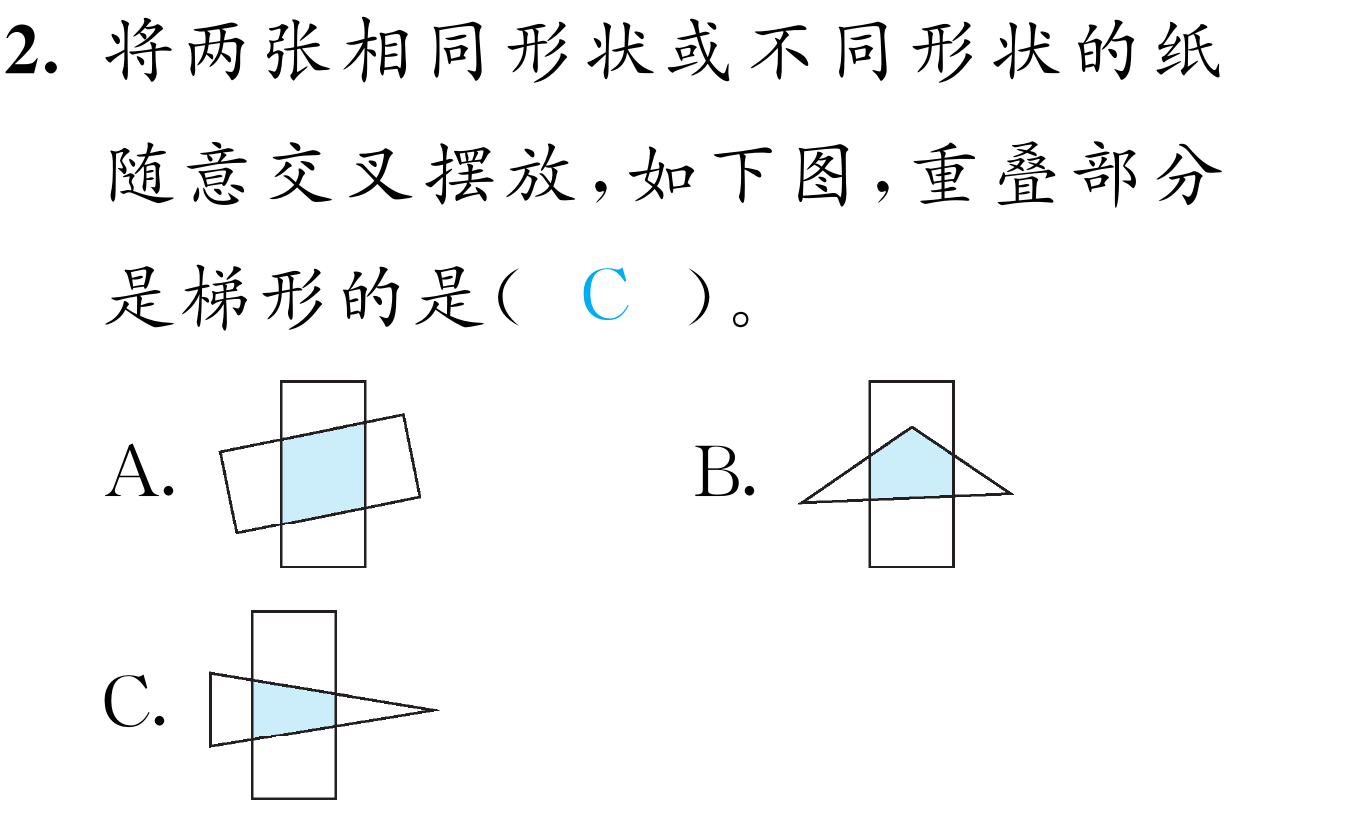 2. 将两张相同形状或不同形状的纸
随意交叉摆放,如下图,重叠部分
是梯形的是( C )。
A. B.
C.